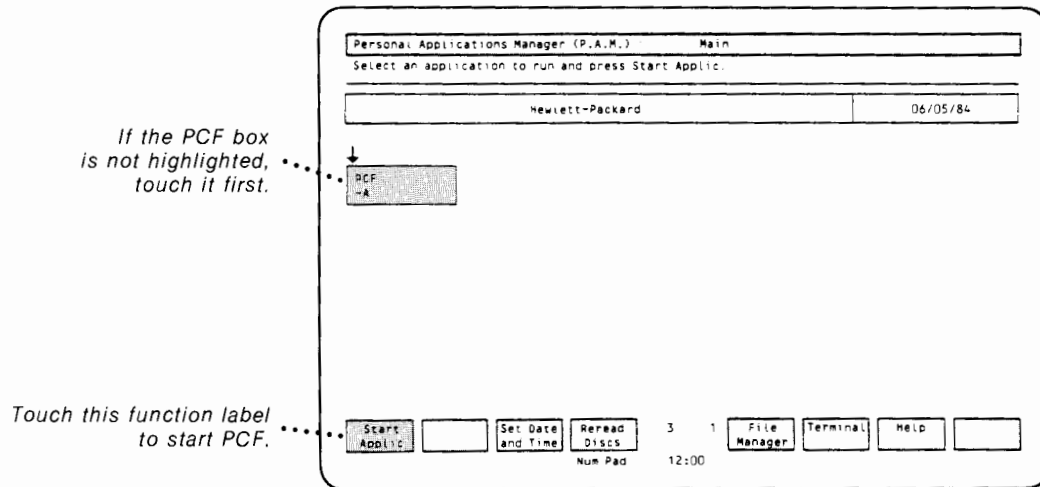 Personal Applications Manager (P.A.M.) Main
Select an application to run and press Start Applic.
Hewlett-Packard 06/05/84
If the PCF box
is not highlighted,
touch it first.
PCF
-A
Touch this function label
to start PCF.
Start Applic
Set Date and Time
Reread Discs
3 1
File Manager
Terminal
Help
Num Pad 12:00